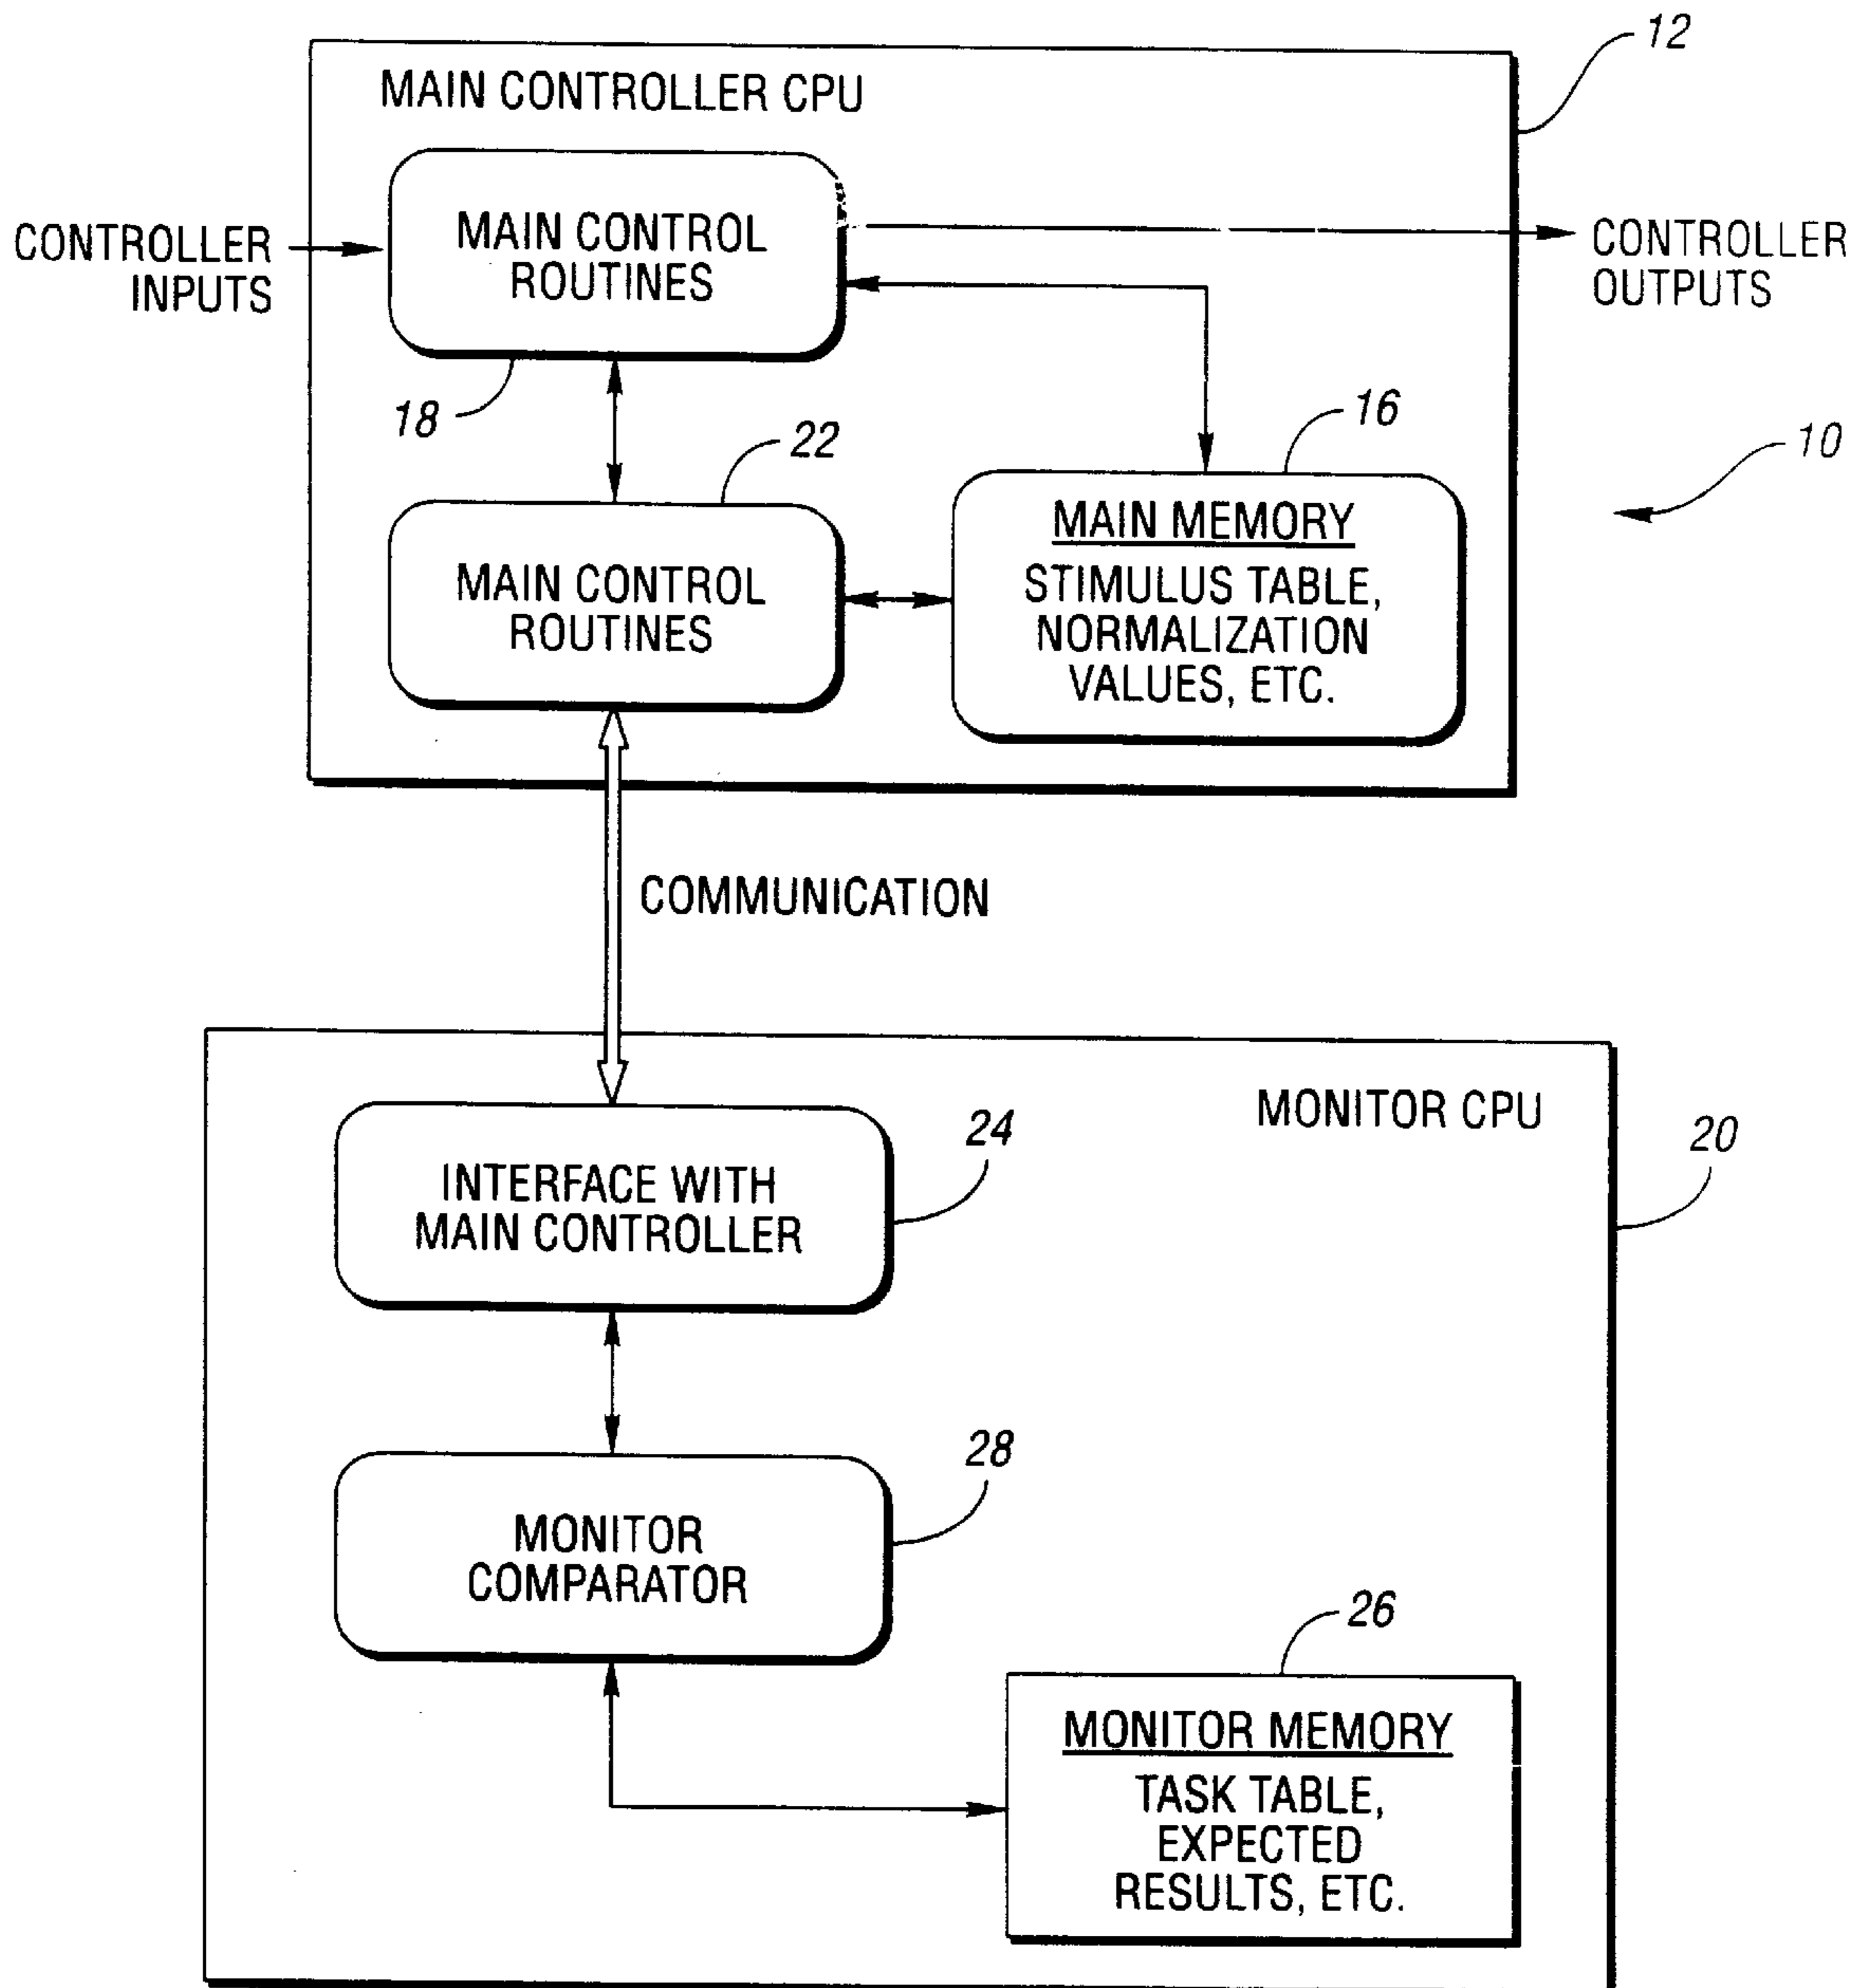 12
MAIN CONTROLLER CPU
CONTROLLER
INPUTS
MAIN CONTROL
ROUTINES
CONTROLLER
OUTPUTS
18
22
16
10
MAIN CONTROL
ROUTINES
MAIN MEMORY
STIMULUS TABLE,
NORMALIZATION
VALUES, ETC.
COMMUNICATION
MONITOR CPU
20
24
INTERFACE WITH
MAIN CONTROLLER
28
MONITOR
COMPARATOR
26
MONITOR MEMORY
TASK TABLE,
EXPECTED
RESULTS, ETC.